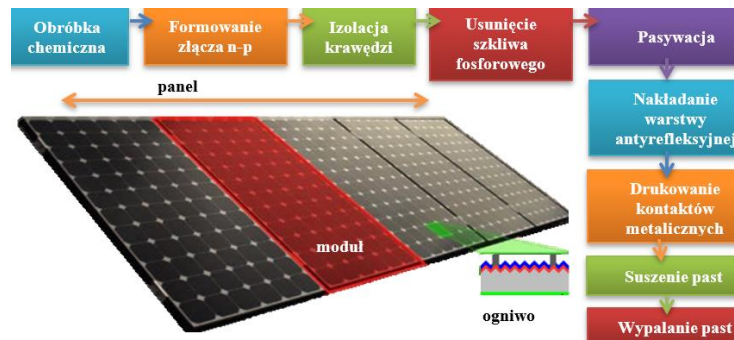 Obróbka
chemiczna
Formowanie
złącza n-p
Izolacja
krawędzi
Usunięcie
szkliwa
fosforowego
Pasywacja
Nakładanie
warstwy
antyrefleksyjnej
Drukowanie
kontaktów
metalicznych
Suszenie past
Wypalanie past
panel
moduł
ogniwo